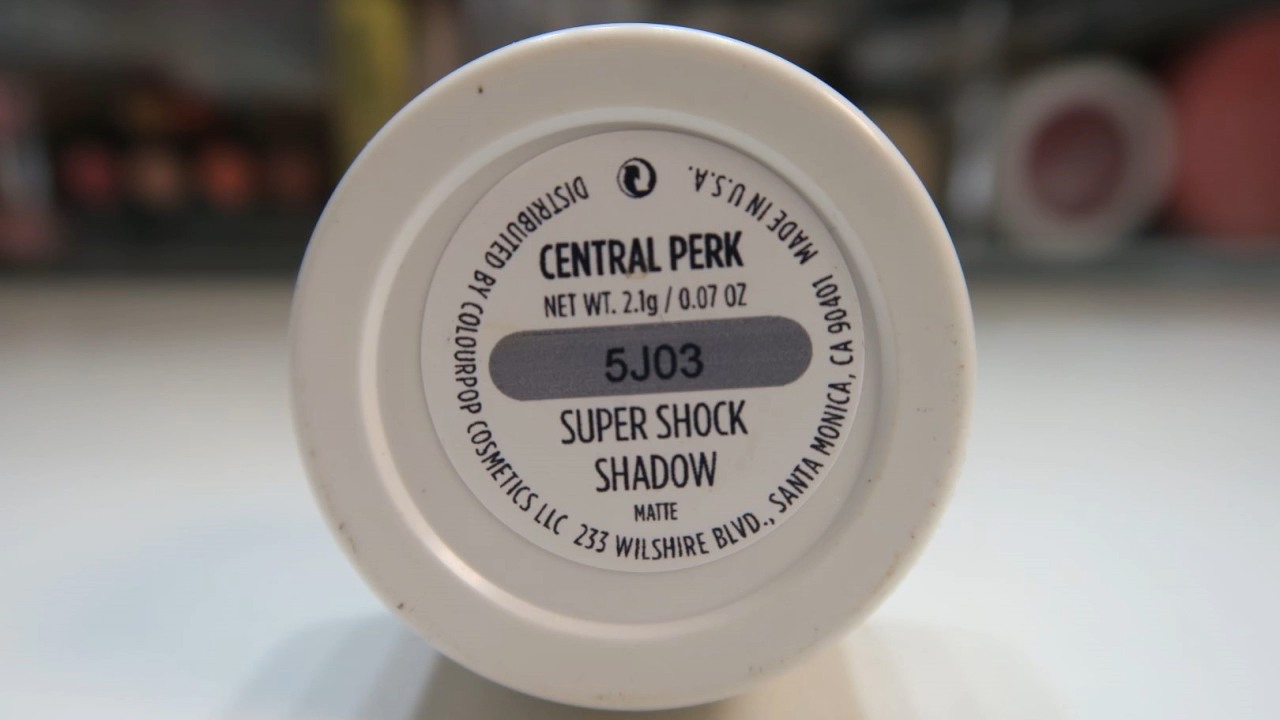 CENTRAL PERK
NET WT. 2.1g / 0.07 OZ
5J03
SUPER SHOCK
SHADOW
MATTE
DISTRIBUTED BY COLOURPOP COSMETICS LLC 233 WILSHIRE BLVD., SANTA MONICA, CA 90401 MADE IN U.S.A.